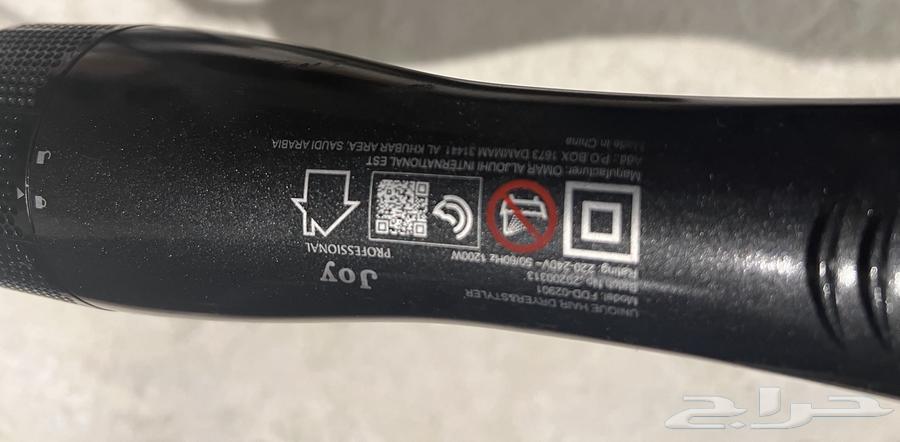 UNIQUE HAIR DRYER&STYLER
Model: FDD-02901
Batch No. 20200313
Rating: 220-240V~ 50/60Hz 1200W
Joy
PROFESSIONAL
Manufacturer: OMAR ALJOUHI INTERNATIONAL EST
Add.: P.O BOX 1673 DAMMAM 31441 AL KHUBAR AREA, SAUDI ARABIA
Made in China
حراج